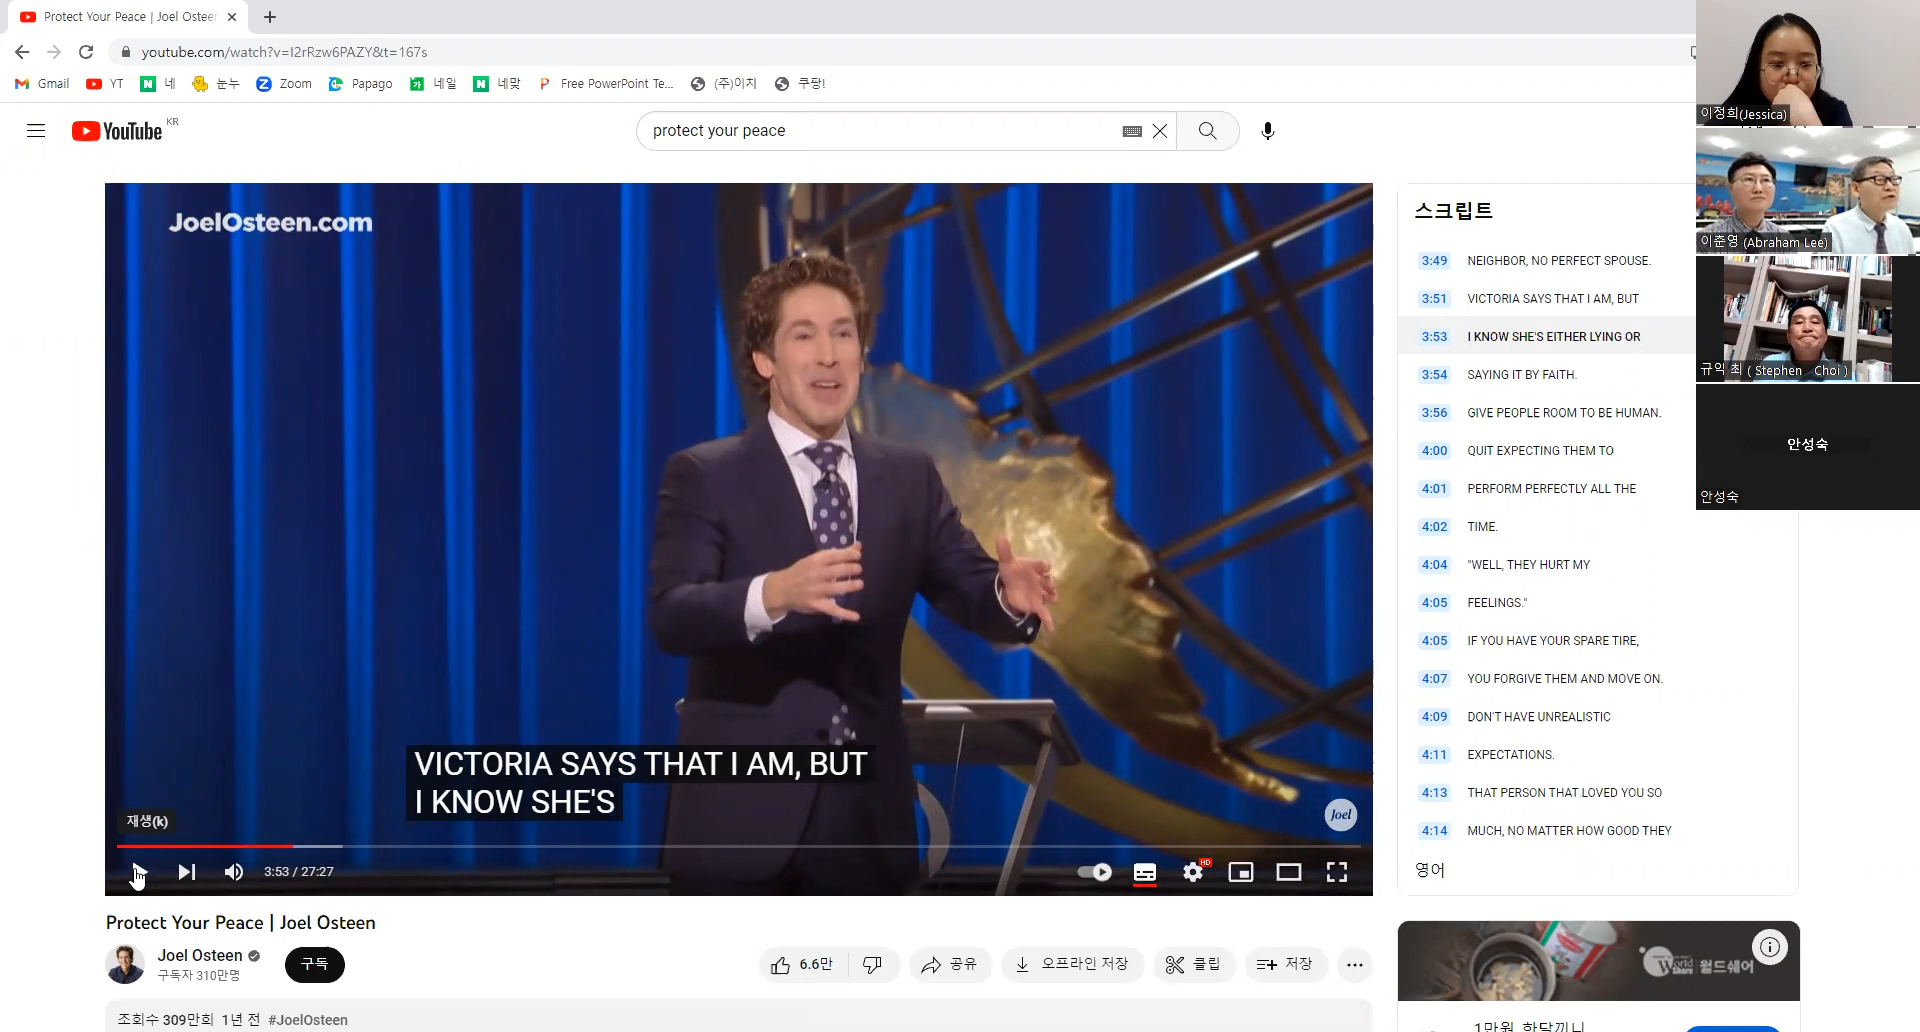 Protect Your Peace | Joel Osteen
youtube.com/watch?v=I2rRzw6PAZY&t=167s
Gmail YT 네 눈누 Zoom Papago 네일 네맞 Free PowerPoint Te... (주)이치 쿠팡!
YouTube KR
protect your peace
JoelOsteen.com
VICTORIA SAYS THAT I AM, BUT
I KNOW SHE'S
Joel
재생(k)
3:53 / 27:27
HD
Protect Your Peace | Joel Osteen
Joel Osteen
구독자 310만명
구독
6.6만
공유
오프라인 저장
클립
저장
조회수 309만회 1년 전 #JoelOsteen
스크립트
3:49 NEIGHBOR, NO PERFECT SPOUSE.
3:51 VICTORIA SAYS THAT I AM, BUT
3:53 I KNOW SHE'S EITHER LYING OR
3:54 SAYING IT BY FAITH.
3:56 GIVE PEOPLE ROOM TO BE HUMAN.
4:00 QUIT EXPECTING THEM TO
4:01 PERFORM PERFECTLY ALL THE
4:02 TIME.
4:04 "WELL, THEY HURT MY
4:05 FEELINGS."
4:05 IF YOU HAVE YOUR SPARE TIRE,
4:07 YOU FORGIVE THEM AND MOVE ON.
4:09 DON'T HAVE UNREALISTIC
4:11 EXPECTATIONS.
4:13 THAT PERSON THAT LOVED YOU SO
4:14 MUCH, NO MATTER HOW GOOD THEY
영어
World Share 월드쉐어
1만원 한달끼니
이정희(Jessica)
이춘영 (Abraham Lee)
규익 최 ( Stephen Choi )
안성숙
안성숙